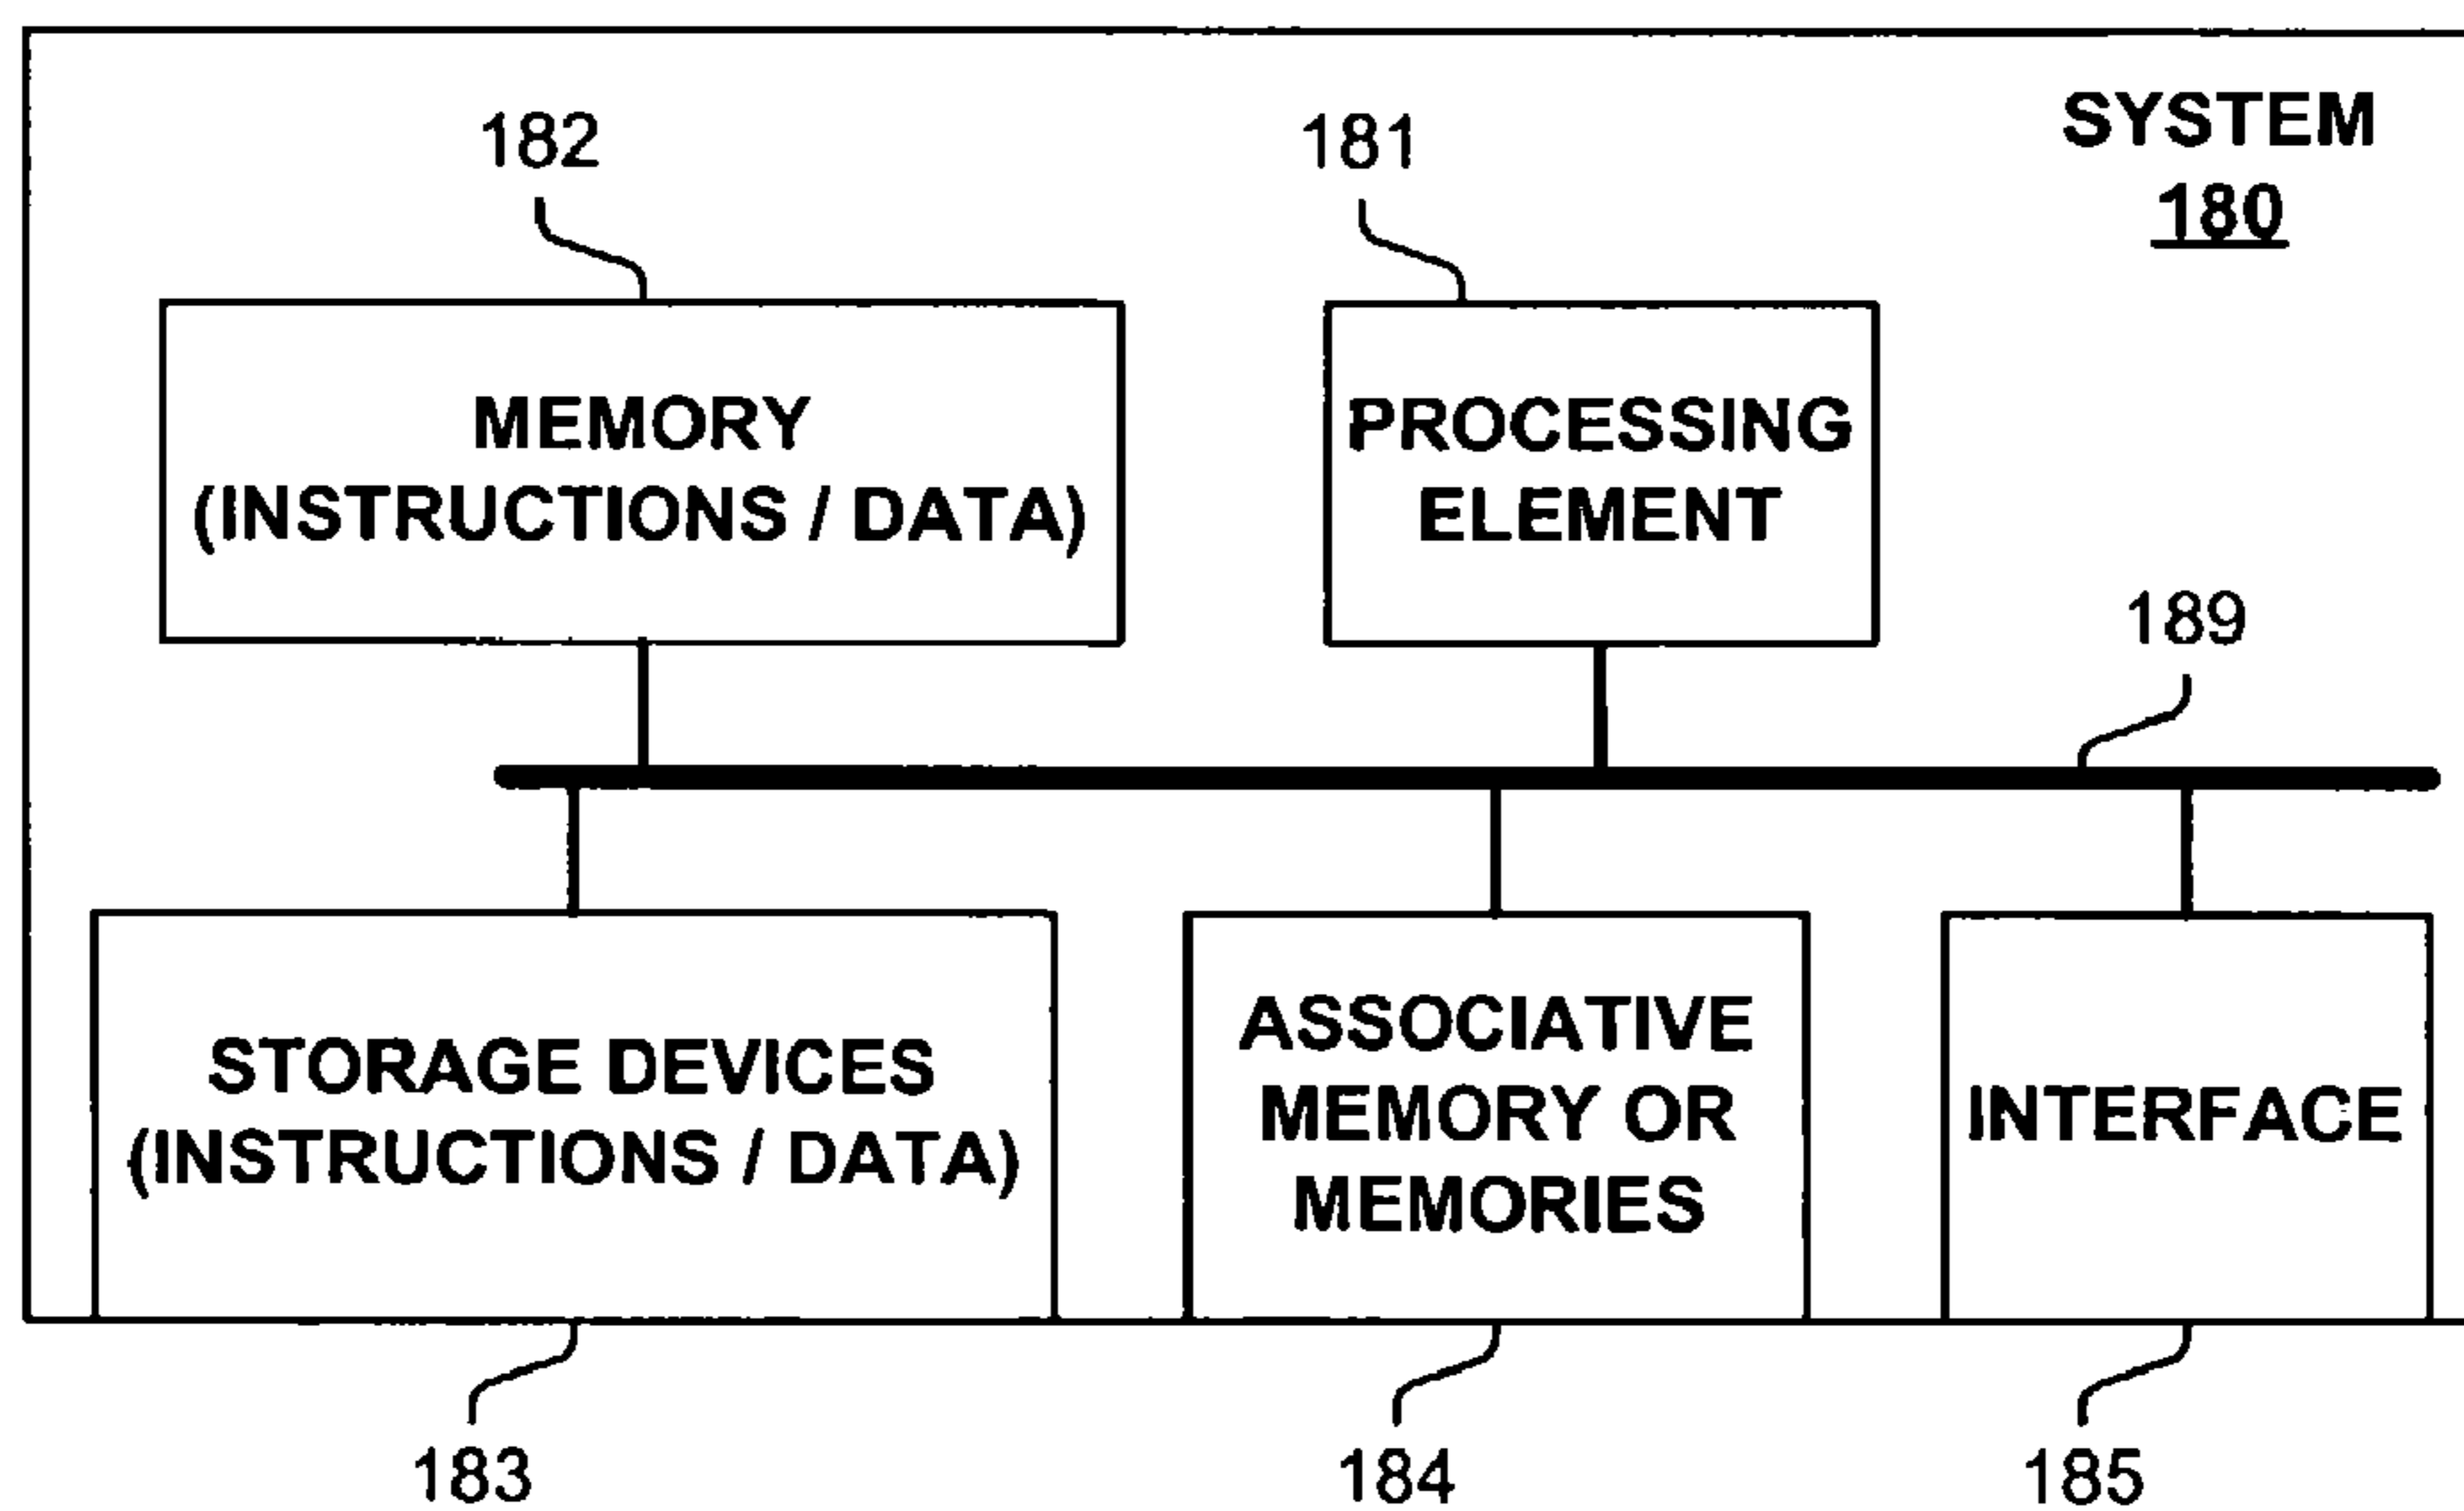 SYSTEM
180
182
181
MEMORY
(INSTRUCTIONS / DATA)
PROCESSING
ELEMENT
189
STORAGE DEVICES
(INSTRUCTIONS / DATA)
ASSOCIATIVE
MEMORY OR
MEMORIES
INTERFACE
183
184
185